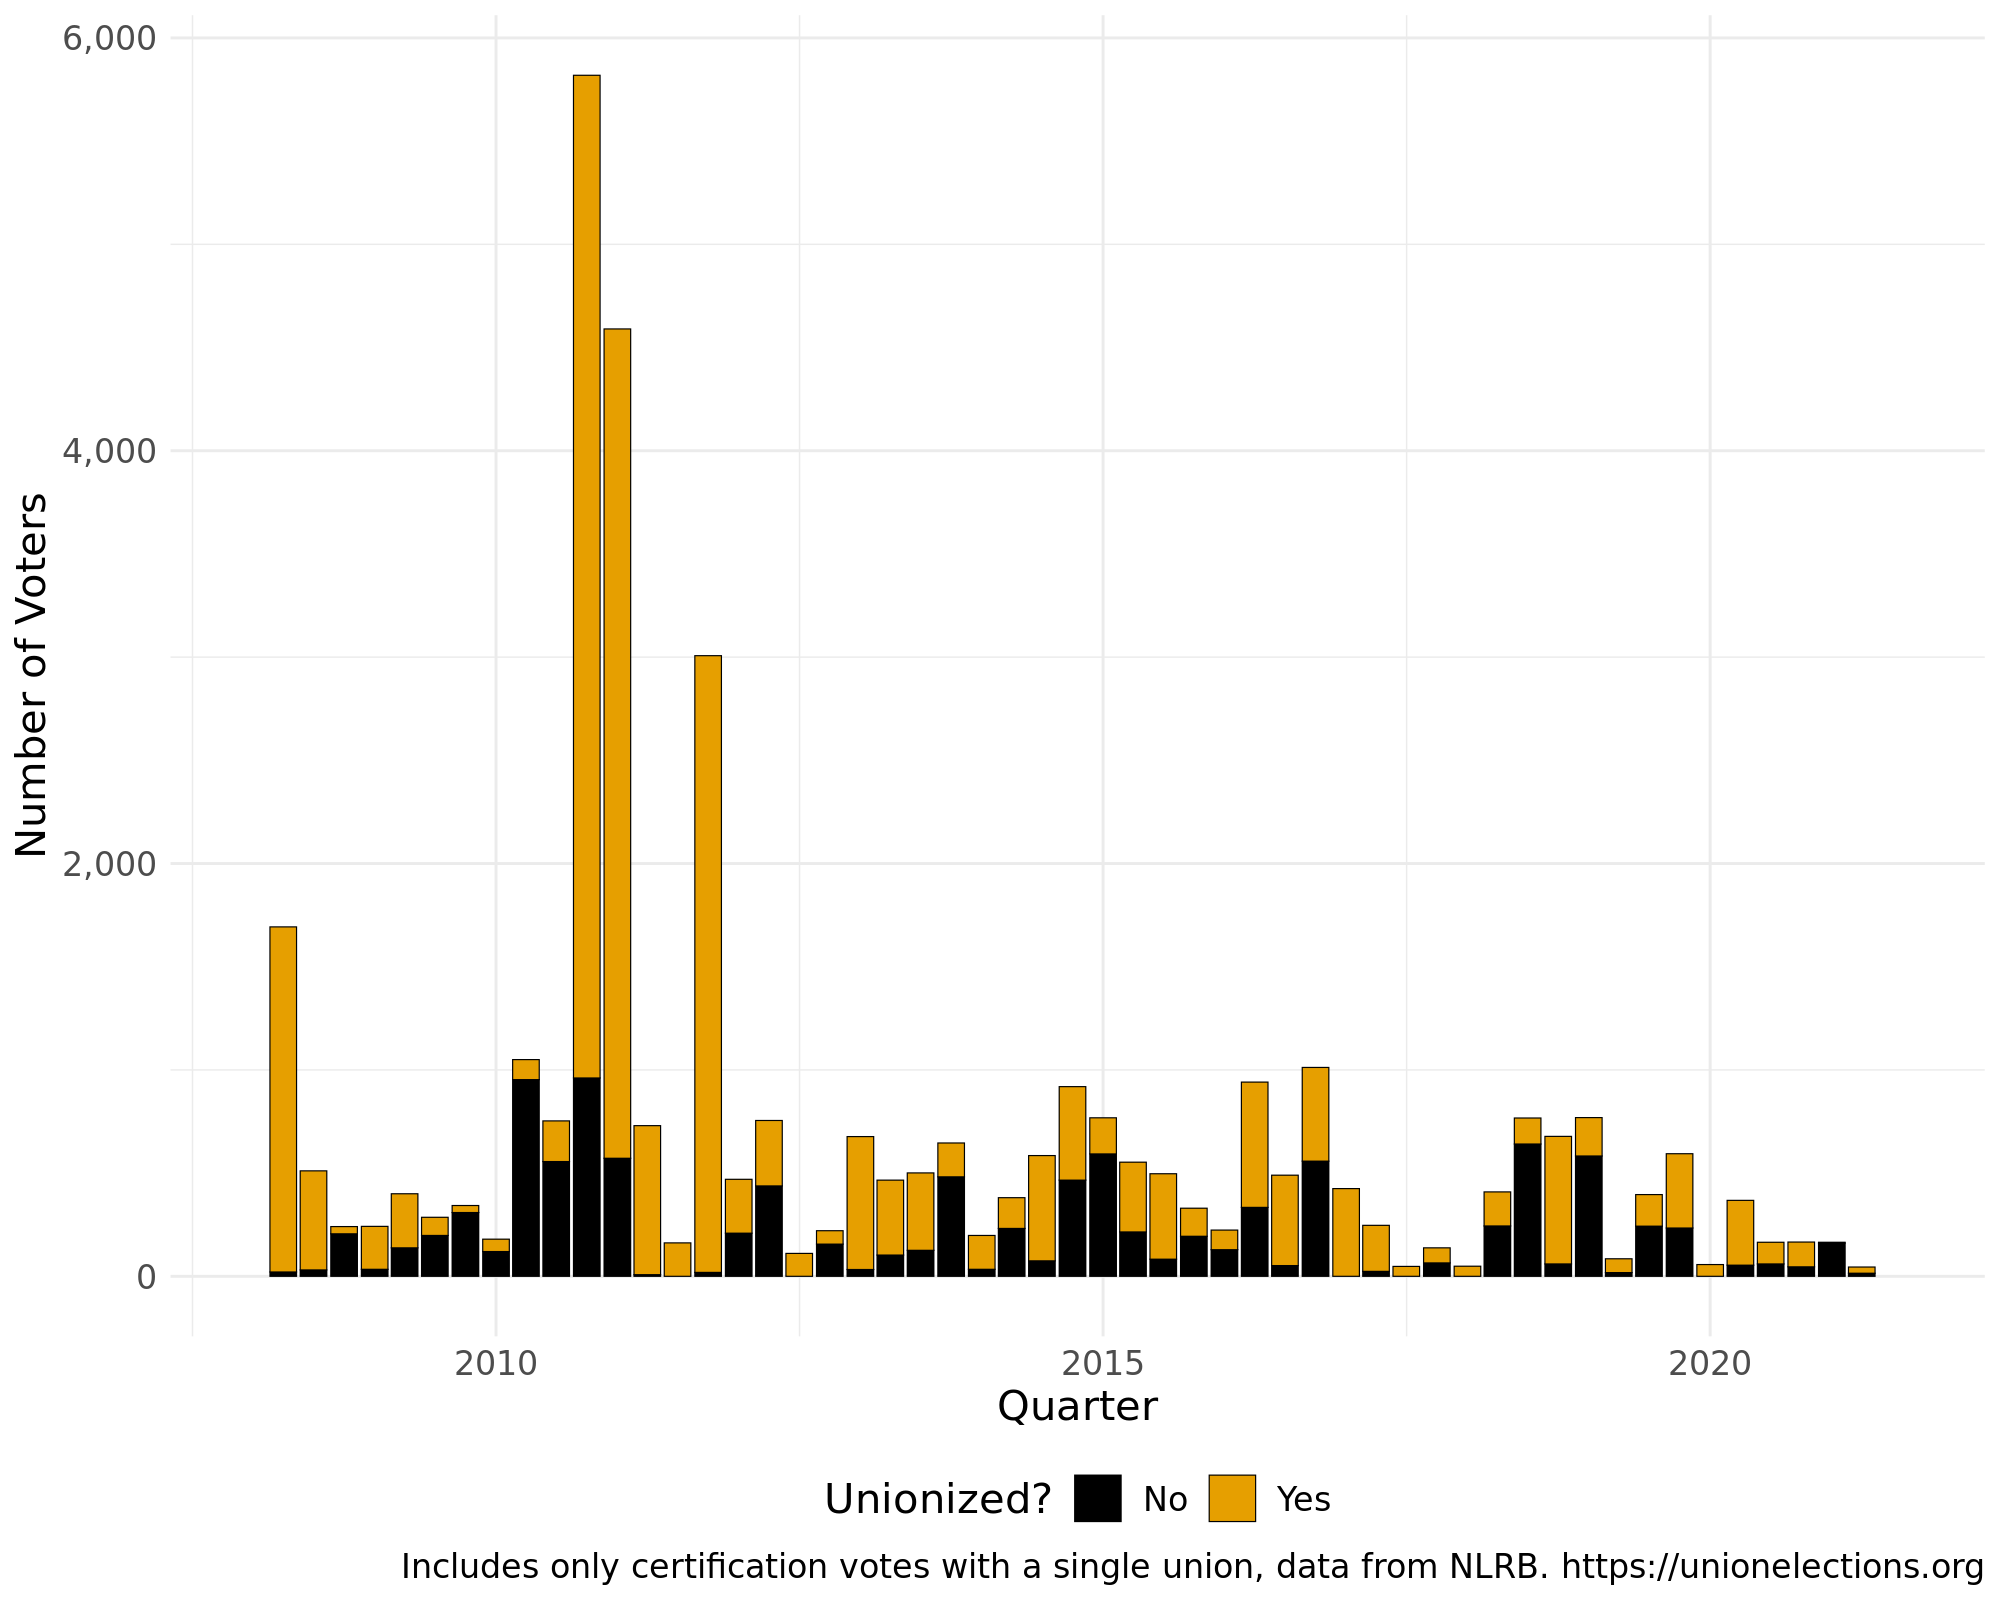 6,000
4,000
2,000
0
Number of Voters
2010 2015 2020
Quarter
Unionized? No Yes
Includes only certification votes with a single union, data from NLRB. https://unionelections.org